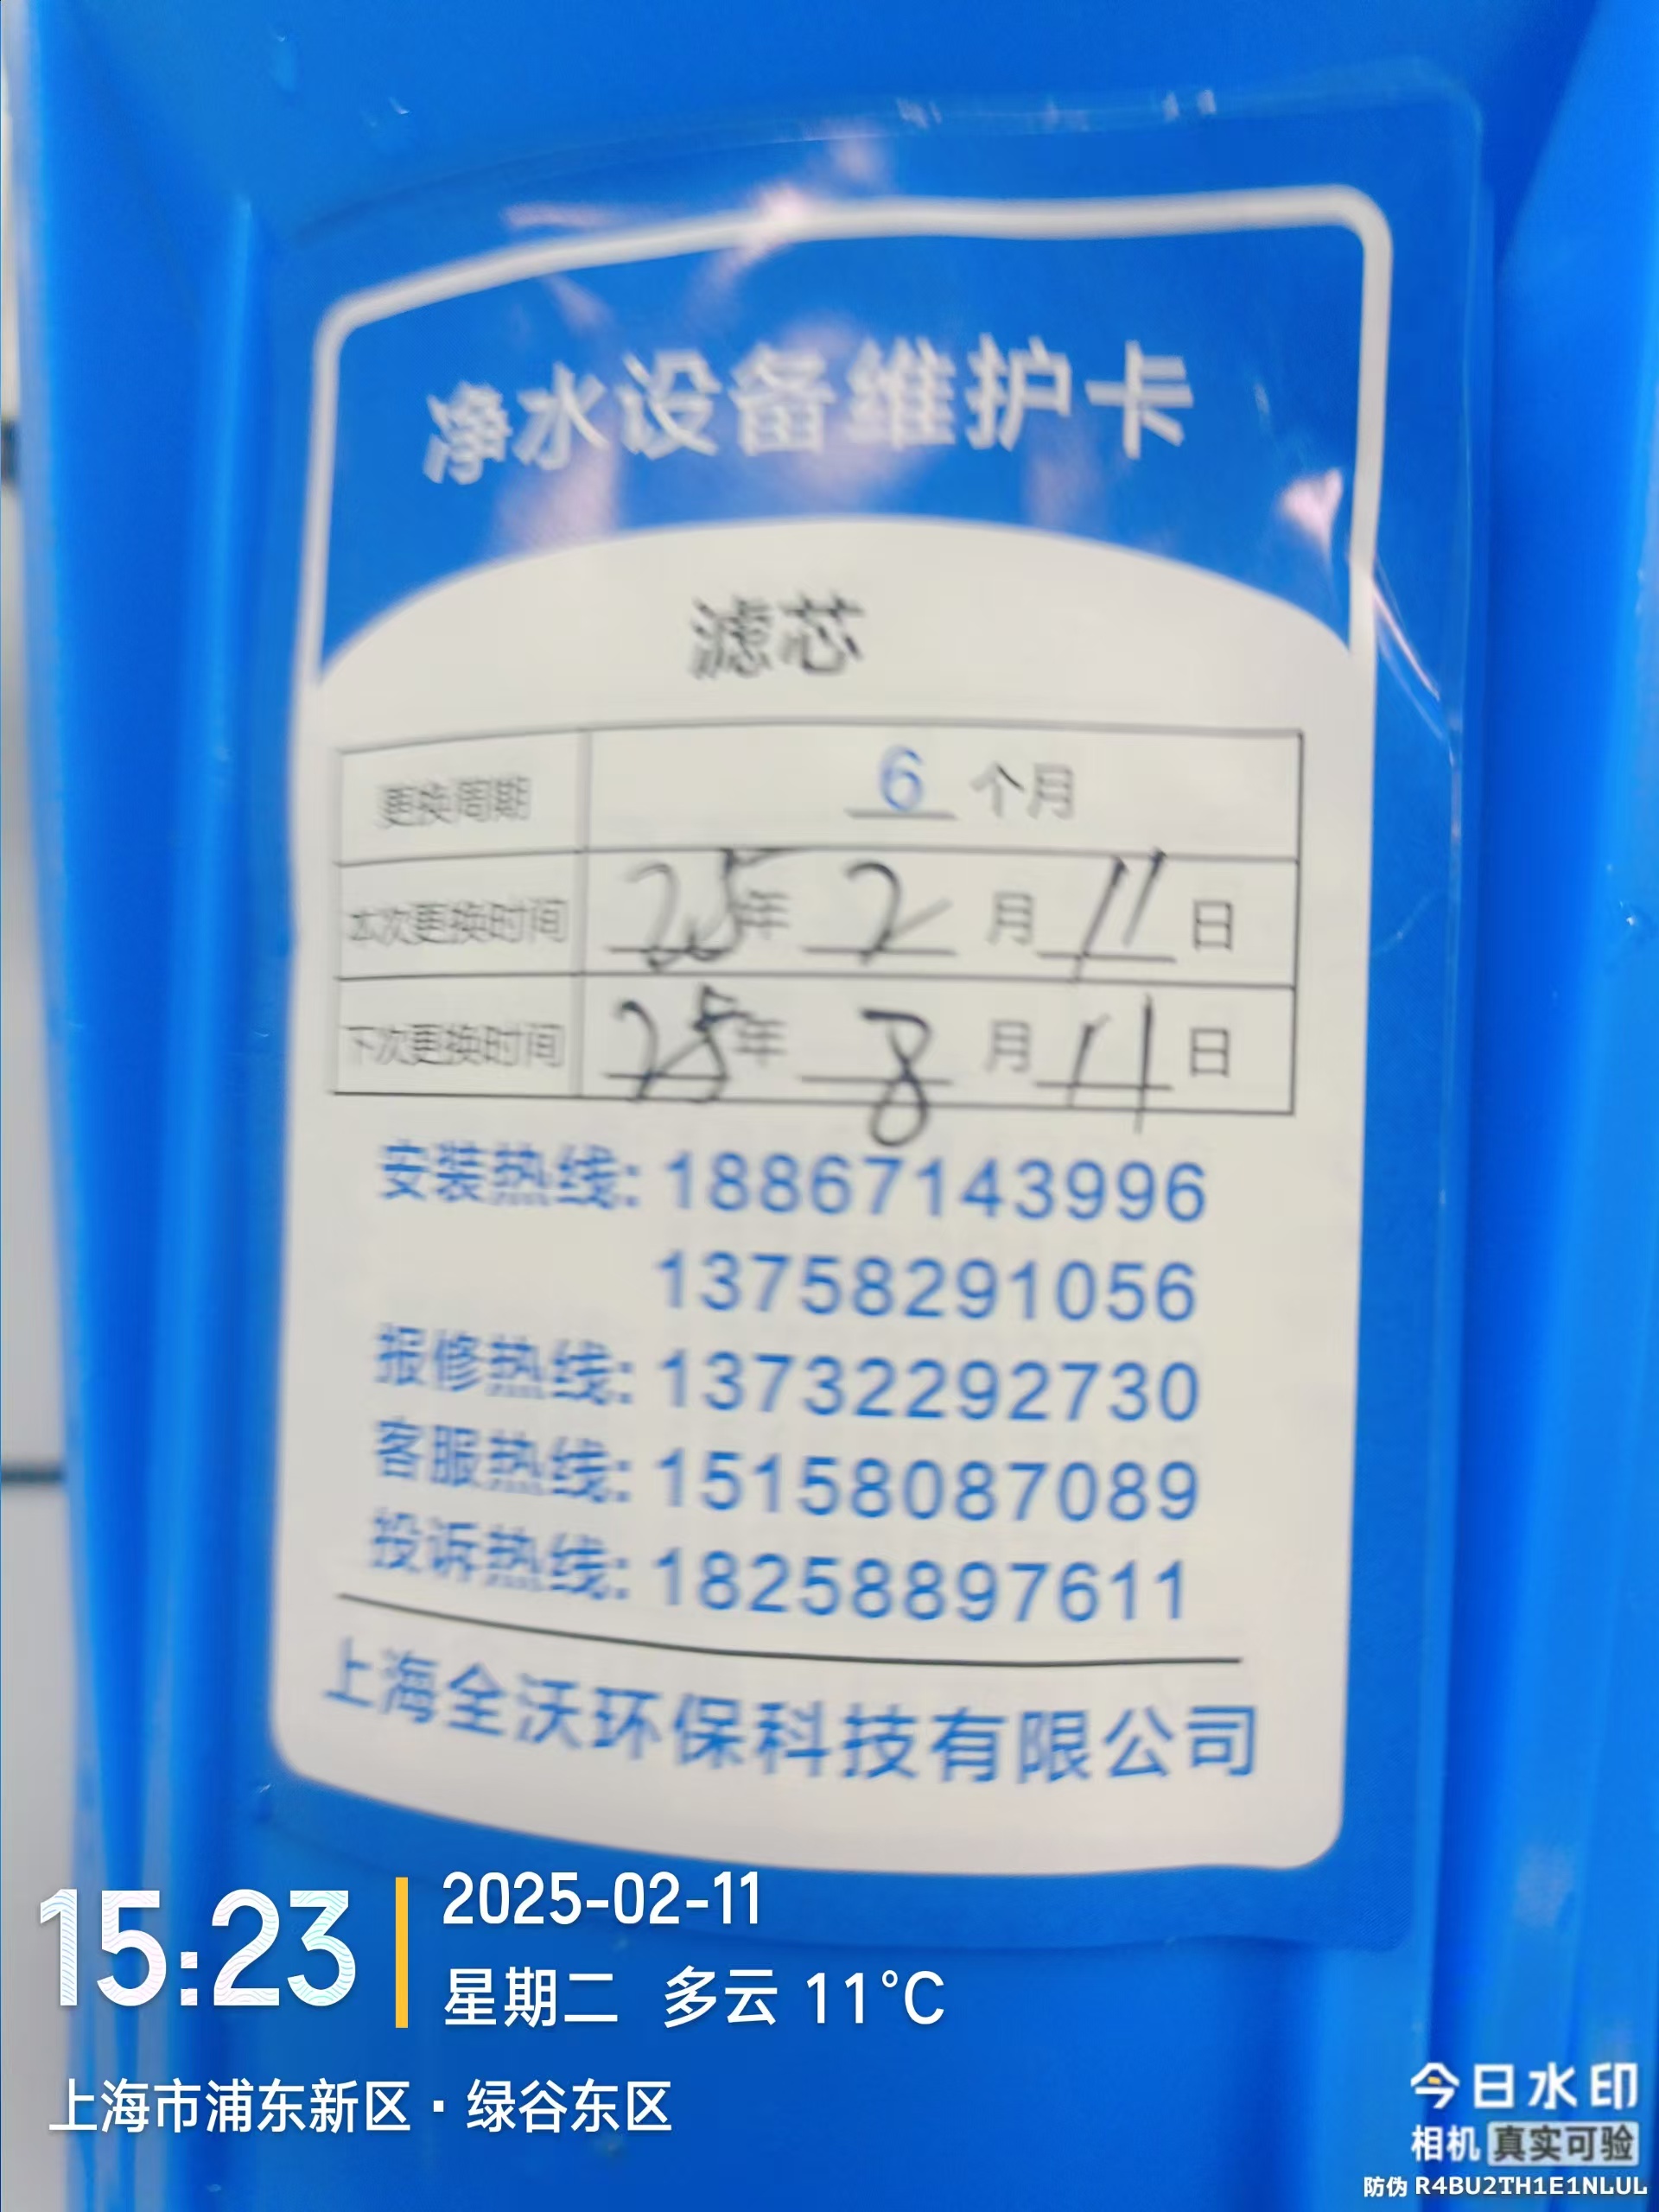 净水设备维护卡
滤芯
更换周期 6 个月
本次更换时间 25年 2 月 11 日
下次更换时间 25年 8 月 11 日
安装热线: 18867143996
13758291056
报修热线: 13732292730
客服热线: 15158087089
投诉热线: 18258897611
上海全沃环保科技有限公司
15:23
2025-02-11
星期二 多云 11°C
上海市浦东新区·绿谷东区
今日水印
相机 真实可验
防伪 R4BU2TH1E1NLUL